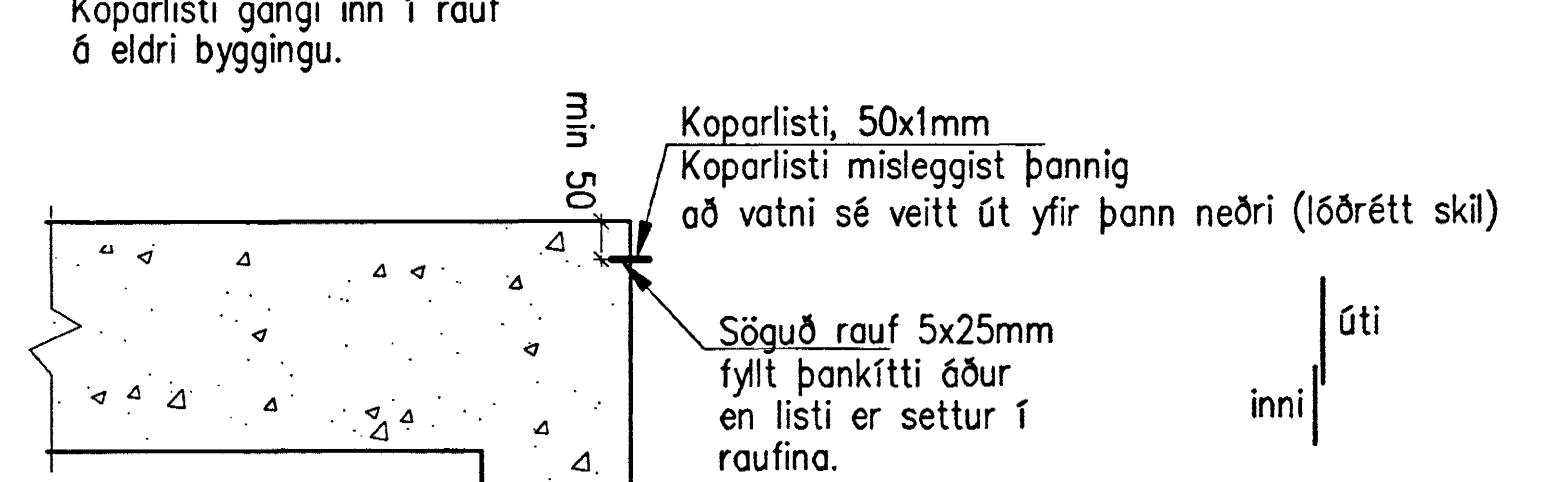 Koparlisti gangi inn í rauf
á eldri byggingu.
min 50
Koparlisti, 50x1mm
Koparlisti misleggist þannig
að vatni sé veitt út yfir þann neðri (lóðrétt skil)
Söguð rauf 5x25mm
fyllt þankítti áður
en listi er settur í
raufina.
úti
inni